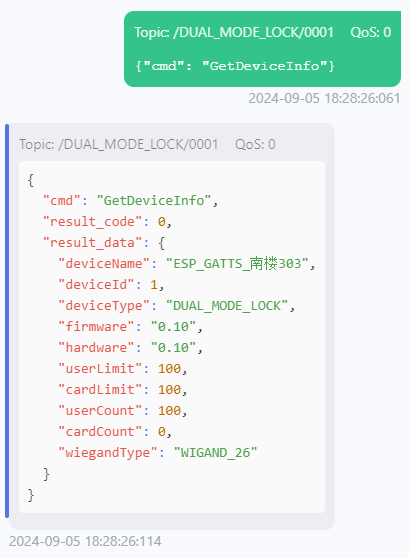 Topic: /DUAL_MODE_LOCK/0001 QoS: 0
{"cmd": "GetDeviceInfo"}
2024-09-05 18:28:26:061
Topic: /DUAL_MODE_LOCK/0001 QoS: 0
{
"cmd": "GetDeviceInfo",
"result_code": 0,
"result_data": {
"deviceName": "ESP_GATTS_南楼303",
"deviceId": 1,
"deviceType": "DUAL_MODE_LOCK",
"firmware": "0.10",
"hardware": "0.10",
"userLimit": 100,
"cardLimit": 100,
"userCount": 100,
"cardCount": 0,
"wiegandType": "WIGAND_26"
}
}
2024-09-05 18:28:26:114